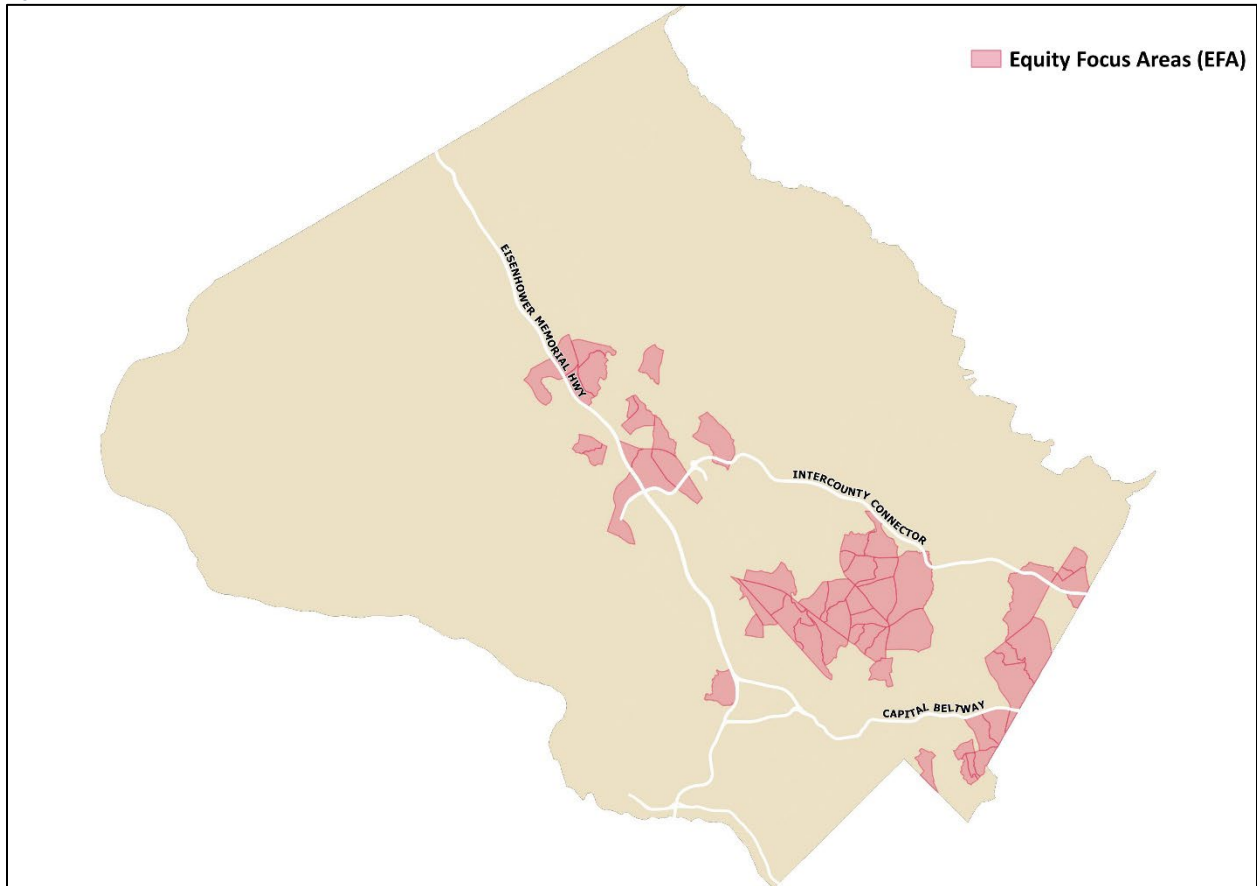 Equity Focus Areas (EFA)
EISENHOWER MEMORIAL HWY
INTERCOUNTY CONNECTOR
CAPITAL BELTWAY